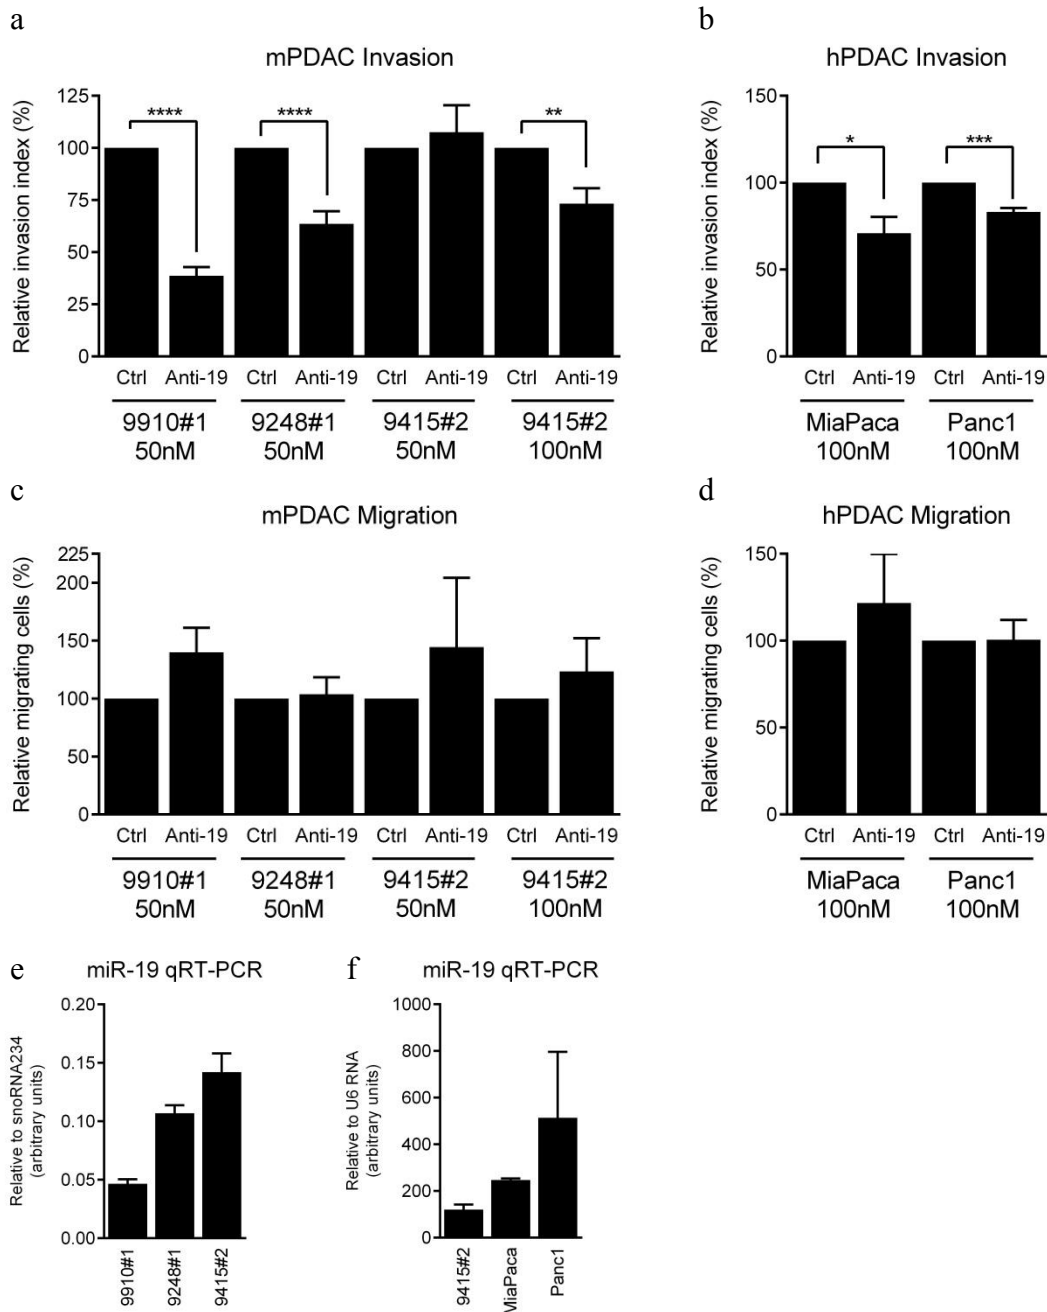 a
mPDAC Invasion
Relative invasion index (%)
125
100
75
50
25
0
****
****
**
Ctrl Anti-19 Ctrl Anti-19 Ctrl Anti-19 Ctrl Anti-19
9910#1 9248#1 9415#2 9415#2
50nM 50nM 50nM 100nM
b
hPDAC Invasion
Relative invasion index (%)
150
100
50
0
*
***
Ctrl Anti-19 Ctrl Anti-19
MiaPaca Panc1
100nM 100nM
c
mPDAC Migration
Relative migrating cells (%)
225
200
150
100
50
0
Ctrl Anti-19 Ctrl Anti-19 Ctrl Anti-19 Ctrl Anti-19
9910#1 9248#1 9415#2 9415#2
50nM 50nM 50nM 100nM
d
hPDAC Migration
Relative migrating cells (%)
150
100
50
0
Ctrl Anti-19 Ctrl Anti-19
MiaPaca Panc1
100nM 100nM
e
miR-19 qRT-PCR
Relative to snoRNA234
(arbitrary units)
0.20
0.15
0.10
0.05
0.00
9910#1
9248#1
9415#2
f
miR-19 qRT-PCR
Relative to U6 RNA
(arbitrary units)
1000
800
600
400
200
0
9415#2
MiaPaca
Panc1